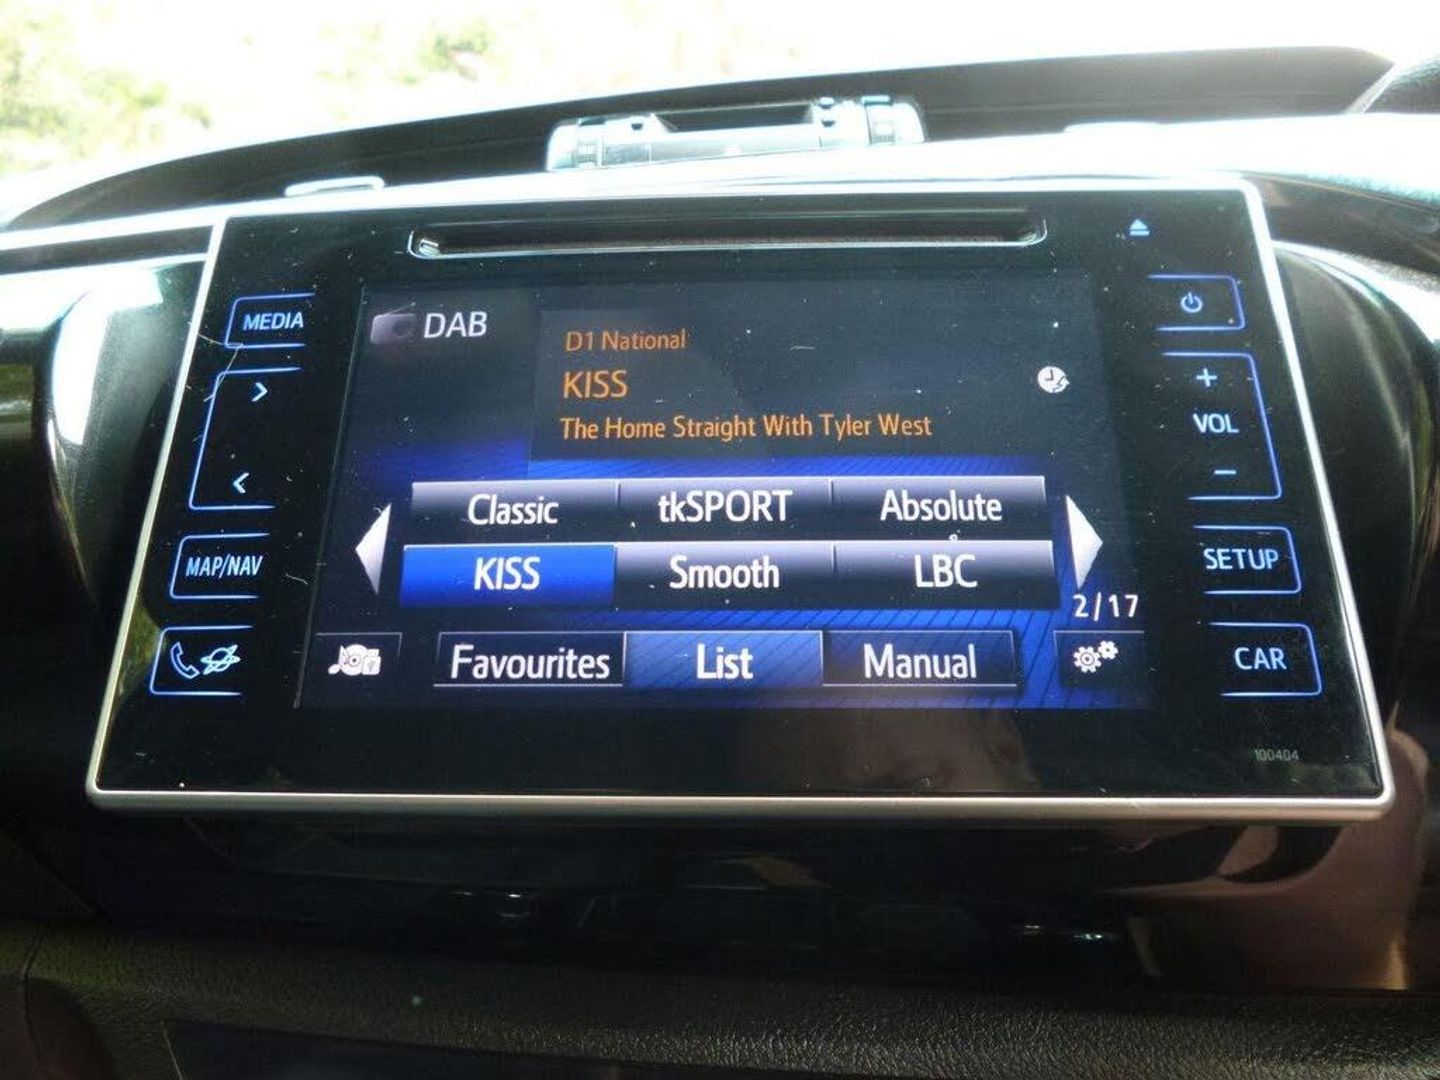 MEDIA
DAB
D1 National
KISS
The Home Straight With Tyler West
+
VOL
-
Classic
tkSPORT
Absolute
KISS
Smooth
LBC
MAP/NAV
SETUP
2/17
Favourites
List
Manual
CAR
100404